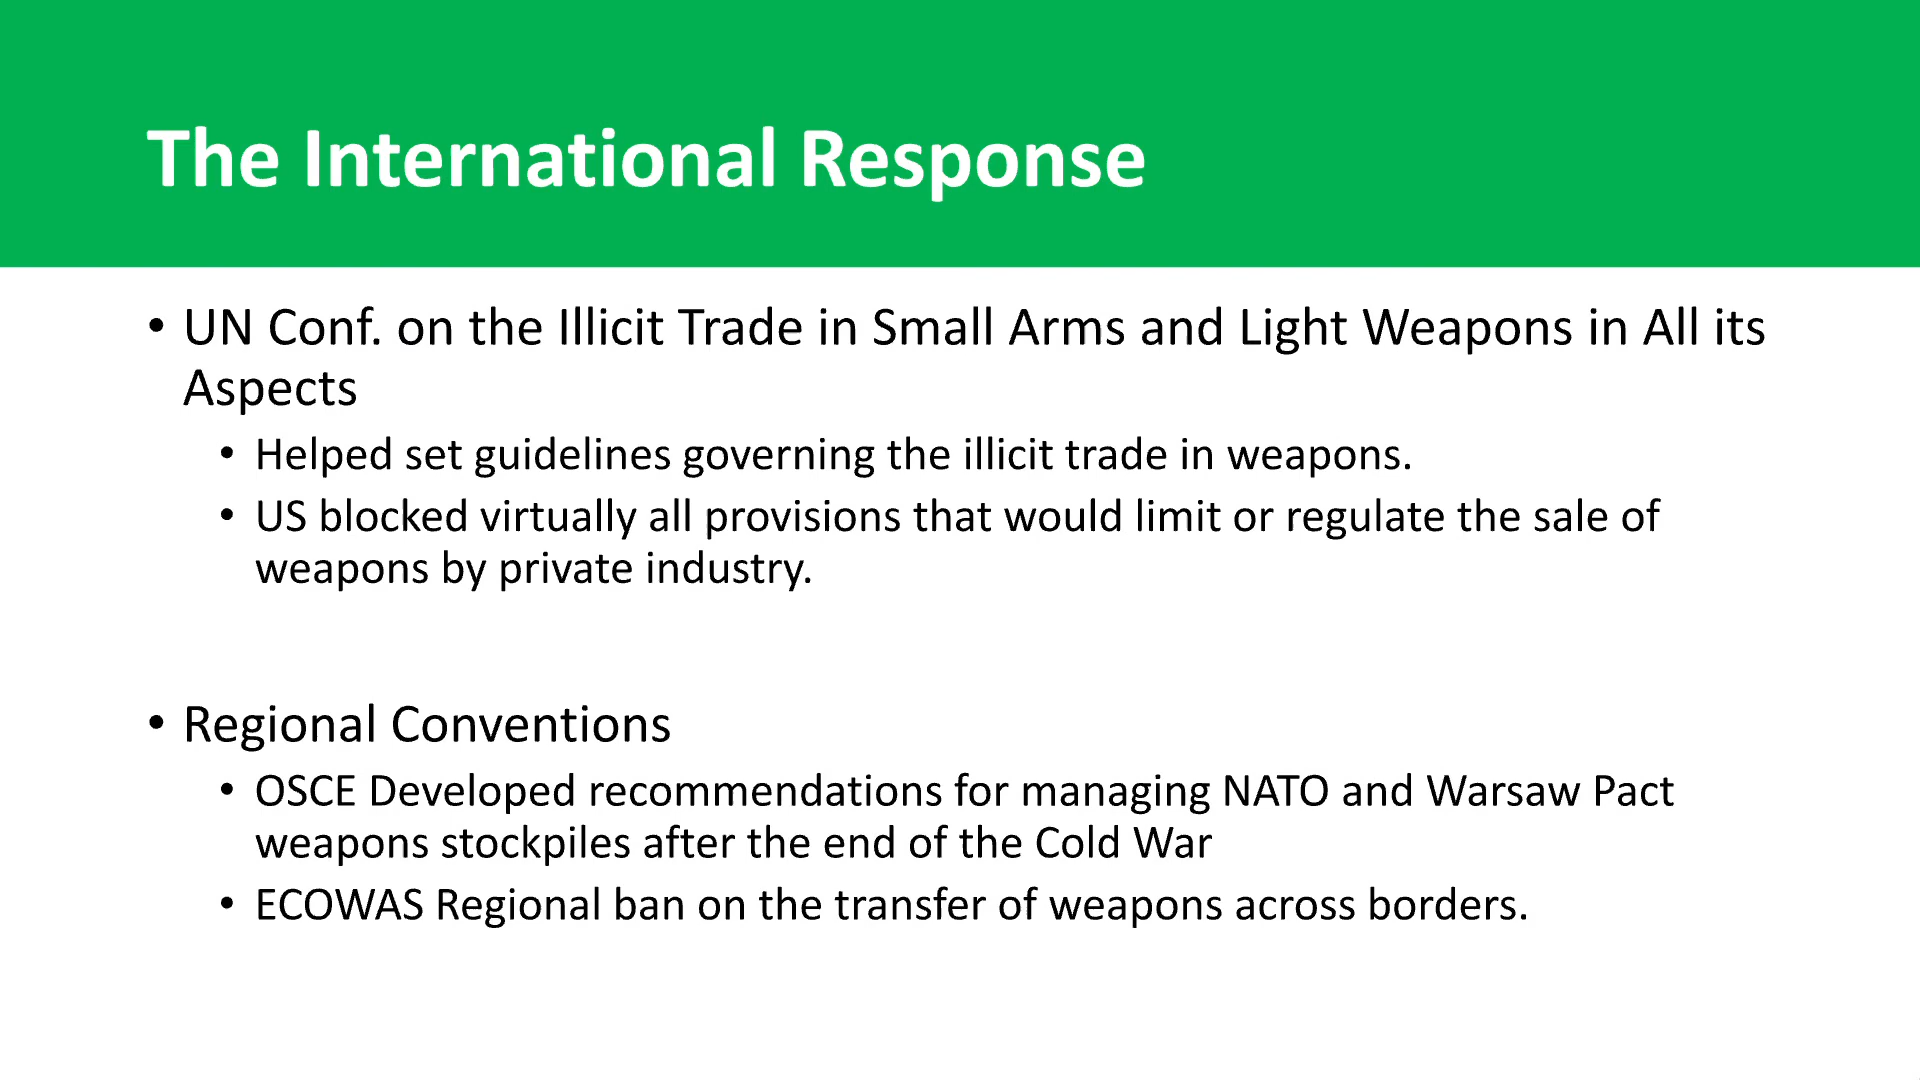 The International Response
• UN Conf. on the Illicit Trade in Small Arms and Light Weapons in All its
Aspects
• Helped set guidelines governing the illicit trade in weapons.
• US blocked virtually all provisions that would limit or regulate the sale of
weapons by private industry.
• Regional Conventions
• OSCE Developed recommendations for managing NATO and Warsaw Pact
weapons stockpiles after the end of the Cold War
• ECOWAS Regional ban on the transfer of weapons across borders.